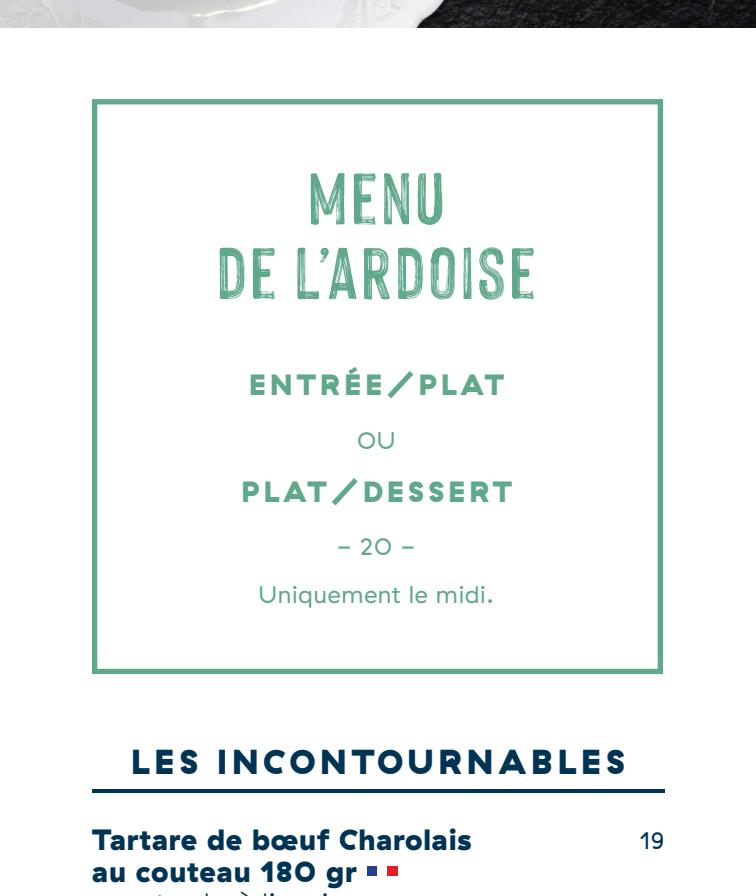 MENU
DE L'ARDOISE
ENTRÉE/PLAT
OU
PLAT/DESSERT
– 20 –
Uniquement le midi.
LES INCONTOURNABLES
Tartare de bœuf Charolais 19
au couteau 180 gr